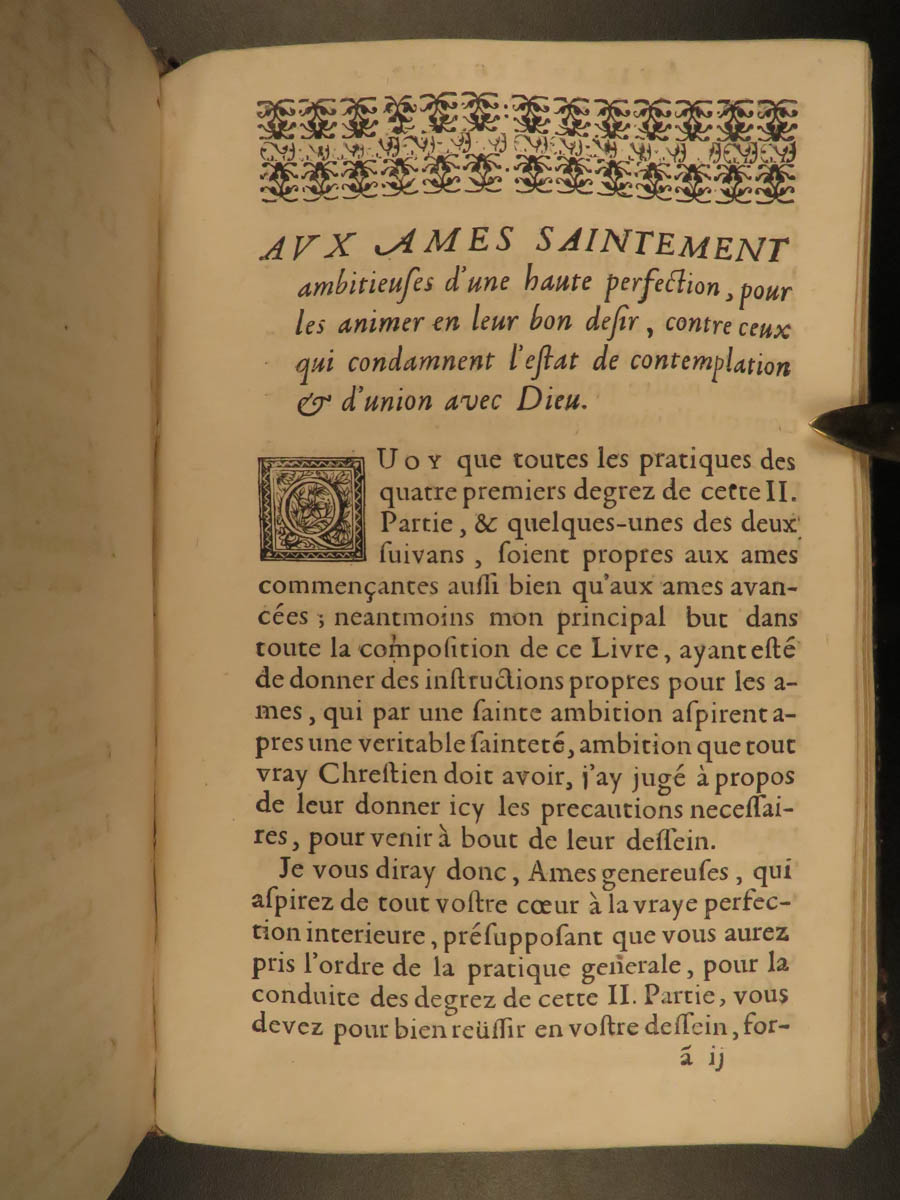 AVX AMES SAINTEMENT
ambitieuſes d'une haute perfection, pour
les animer en leur bon deſir, contre ceux
qui condamnent l'eſtat de contemplation
& d'union avec Dieu.
QUOY que toutes les pratiques des
quatre premiers degrez de cette II.
Partie, & quelques-unes des deux
ſuivans, ſoient propres aux ames
commençantes auſſi bien qu'aux ames avan-
cées; neantmoins mon principal but dans
toute la compoſition de ce Livre, ayant eſté
de donner des inſtructions propres pour les a-
mes, qui par une ſainte ambition aſpirent a-
pres une veritable ſainteté, ambition que tout
vray Chreſtien doit avoir, j'ay jugé à propos
de leur donner icy les precautions neceſſai-
res, pour venir à bout de leur deſſein.
Je vous diray donc, Ames genereuſes, qui
aſpirez de tout voſtre cœur à la vraye perfec-
tion interieure, préſuppoſant que vous aurez
pris l'ordre de la pratique generale, pour la
conduite des degrez de cette II. Partie, vous
devez pour bien reüſſir en voſtre deſſein, for-
ã ij